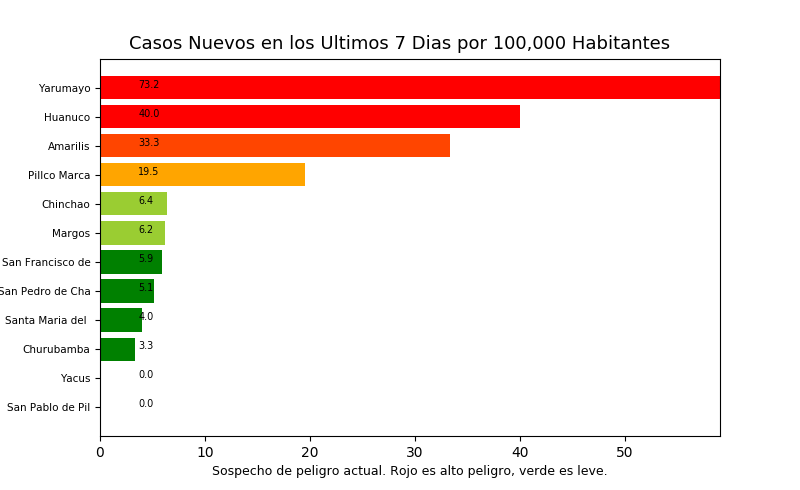 Casos Nuevos en los Ultimos 7 Dias por 100,000 Habitantes
Yarumayo 73.2
Huanuco 40.0
Amarilis 33.3
Pillco Marca 19.5
Chinchao 6.4
Margos 6.2
San Francisco de 5.9
San Pedro de Cha 5.1
Santa Maria del 4.0
Churubamba 3.3
Yacus 0.0
San Pablo de Pil 0.0
0 10 20 30 40 50
Sospecho de peligro actual. Rojo es alto peligro, verde es leve.